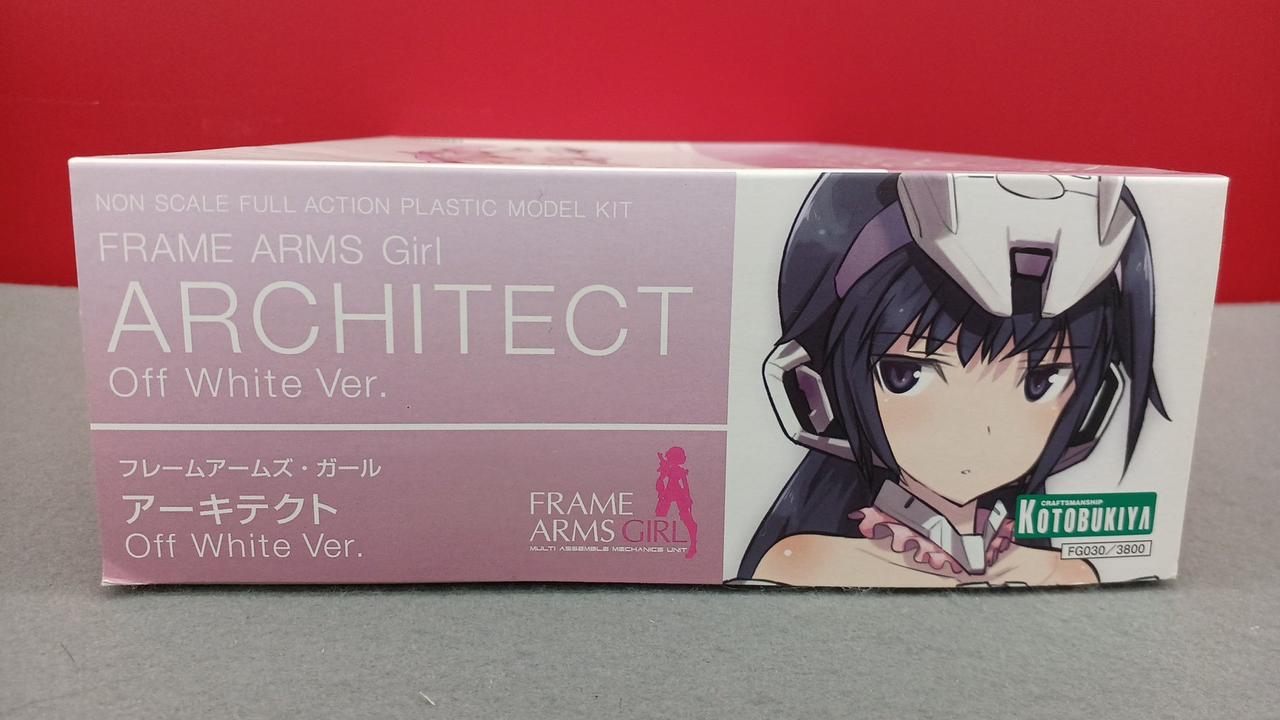 NON SCALE FULL ACTION PLASTIC MODEL KIT
FRAME ARMS Girl
ARCHITECT
Off White Ver.
フレームアームズ・ガール
アーキテクト
Off White Ver.
FRAME
ARMS GIRL
MULTI ASSEMBLE MECHANICS UNIT
CRAFTSMANSHIP
KOTOBUKIYA
FG030/3800